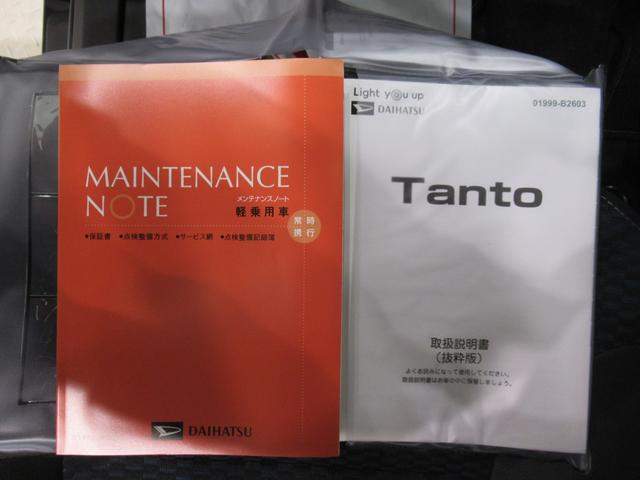 MAINTENANCE
NOTE
メンテナンスノート
軽乗用車
常時
携行
•保証書 •点検整備方式 •サービス網 •点検整備記録簿
DAIHATSU
Light you up
DAIHATSU
01999-B2603
Tanto
取扱説明書
（抜粋版）
よくお読みになって使用してください。
取扱説明書はお車の中に保管しましょう。